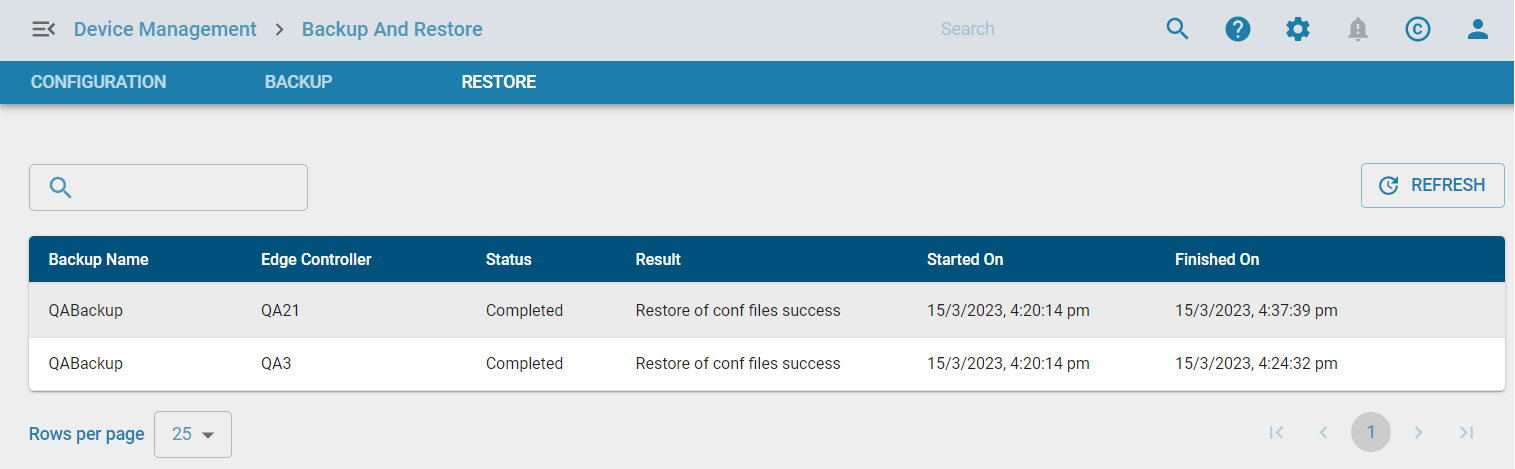 Device Management > Backup And Restore Search
CONFIGURATION BACKUP RESTORE
REFRESH
Backup Name Edge Controller Status Result Started On Finished On
QABackup QA21 Completed Restore of conf files success 15/3/2023, 4:20:14 pm 15/3/2023, 4:37:39 pm
QABackup QA3 Completed Restore of conf files success 15/3/2023, 4:20:14 pm 15/3/2023, 4:24:32 pm
Rows per page 25 1